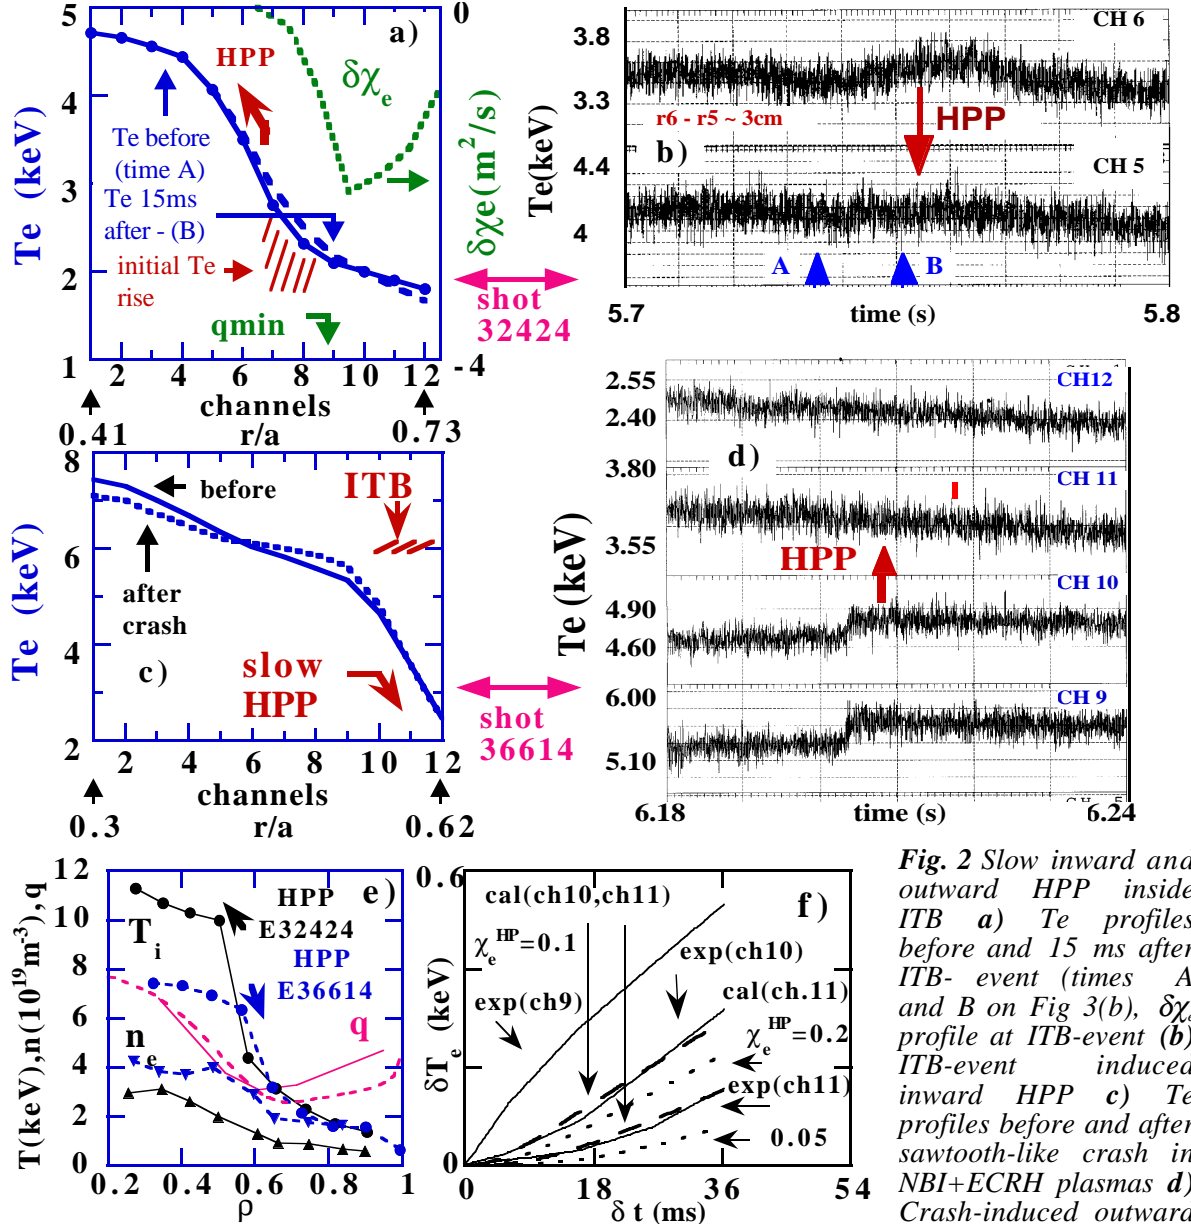 5
4
3
2
1
Te (keV)
a)
HPP
δχe
Te before
(time A)
Te 15ms
after - (B)
initial Te
rise
qmin
0
-4
δχe(m²/s)
2 4 6 8 10 12
channels
0.41 r/a 0.73
shot
32424
3.8
3.3
4.4
4
Te(keV)
CH 6
r6 - r5 ~ 3cm
b)
HPP
CH 5
A B
5.7 time (s) 5.8
8
6
4
2
Te (keV)
before
after
crash
c)
ITB
slow
HPP
2 4 6 8 10 12
channels
0.3 r/a 0.62
shot
36614
2.55
2.40
3.80
3.55
4.90
4.60
6.00
5.10
Te (keV)
CH12
d)
CH 11
HPP
CH 10
CH 9
6.18 time (s) 6.24
12
10
8
6
4
2
0
T(keV),n(10¹⁹m⁻³),q
HPP
E32424
e)
Ti
HPP
E36614
q
ne
0.2 0.4 0.6 0.8 1
ρ
0.6
0
δTe (keV)
cal(ch10,ch11)
f)
χe^HP=0.1
exp(ch10)
exp(ch9)
cal(ch.11)
χe^HP=0.2
exp(ch11)
0.05
0 18 36 54
δ t (ms)
Fig. 2 Slow inward and
outward HPP inside
ITB a) Te profiles
before and 15 ms after
ITB- event (times A
and B on Fig 3(b), δχe
profile at ITB-event (b)
ITB-event induced
inward HPP c) Te
profiles before and after
sawtooth-like crash in
NBI+ECRH plasmas d)
Crash-induced outward